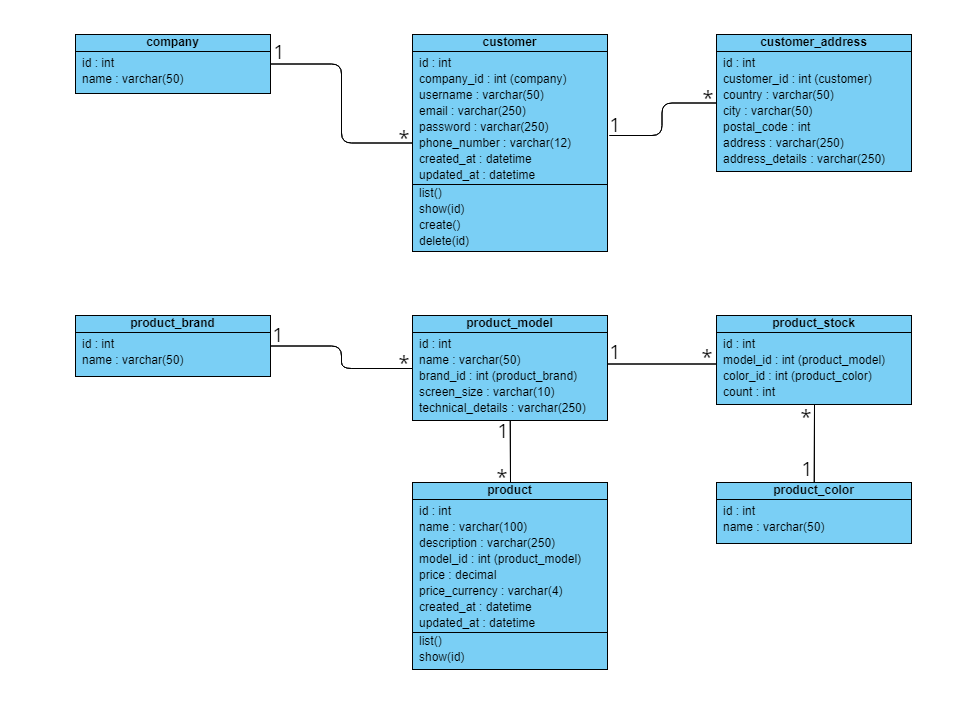 company
id : int
name : varchar(50)
1
*
customer
id : int
company_id : int (company)
username : varchar(50)
email : varchar(250)
password : varchar(250)
phone_number : varchar(12)
created_at : datetime
updated_at : datetime
list()
show(id)
create()
delete(id)
1
*
customer_address
id : int
customer_id : int (customer)
country : varchar(50)
city : varchar(50)
postal_code : int
address : varchar(250)
address_details : varchar(250)
product_brand
id : int
name : varchar(50)
1
*
product_model
id : int
name : varchar(50)
brand_id : int (product_brand)
screen_size : varchar(10)
technical_details : varchar(250)
1
*
product_stock
id : int
model_id : int (product_model)
color_id : int (product_color)
count : int
1
*
product
id : int
name : varchar(100)
description : varchar(250)
model_id : int (product_model)
price : decimal
price_currency : varchar(4)
created_at : datetime
updated_at : datetime
list()
show(id)
*
1
product_color
id : int
name : varchar(50)